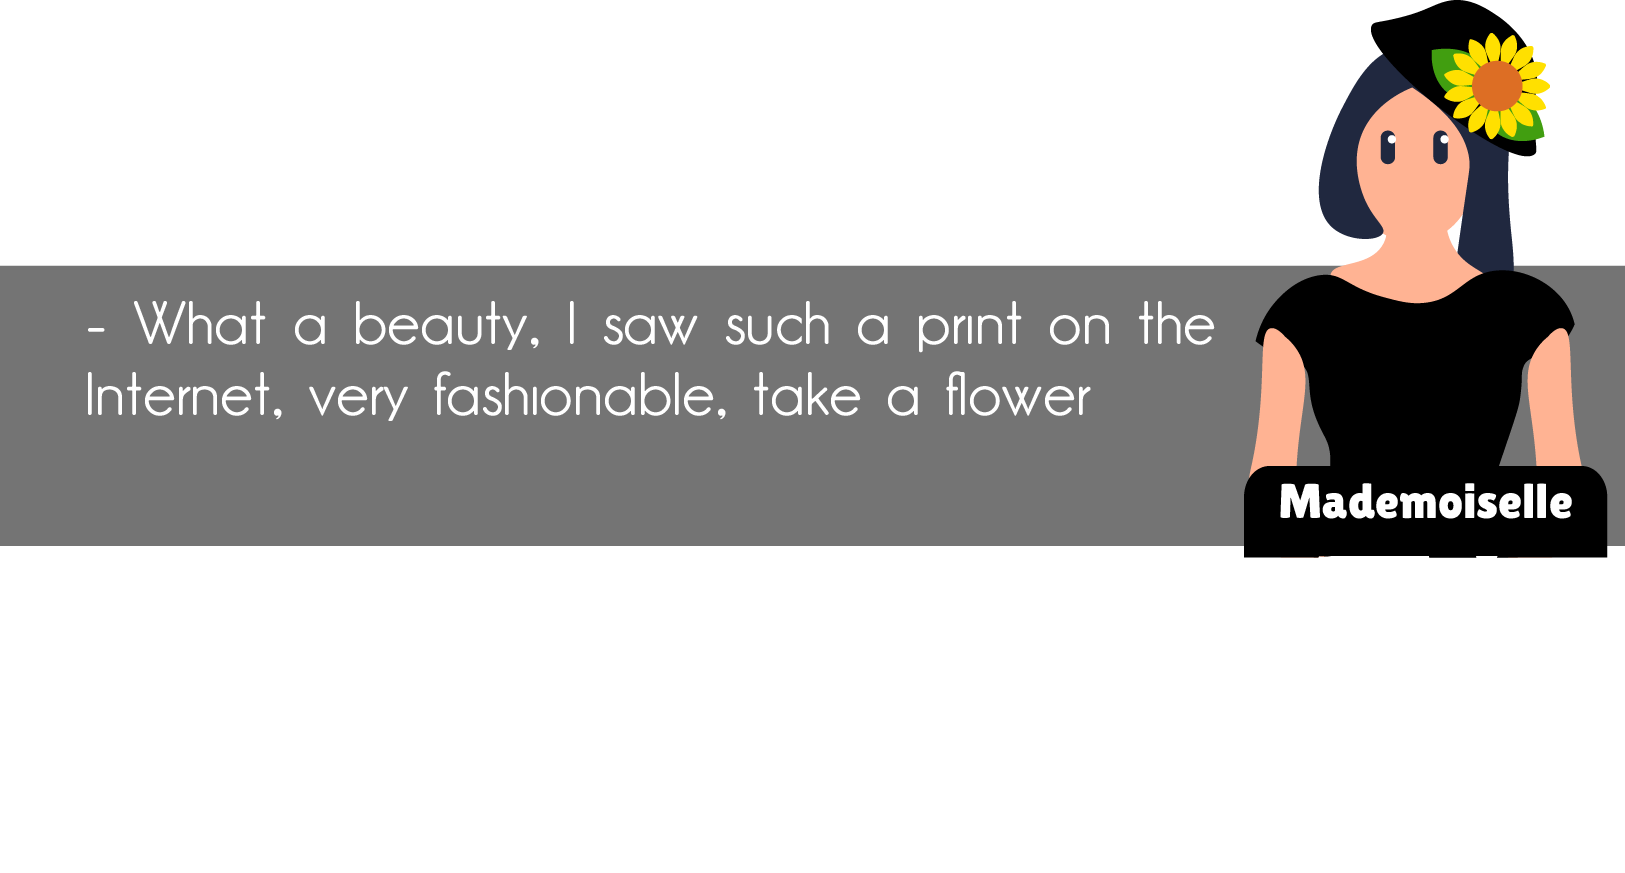 - What a beauty, I saw such a print on the
Internet, very fashionable, take a flower
Mademoiselle